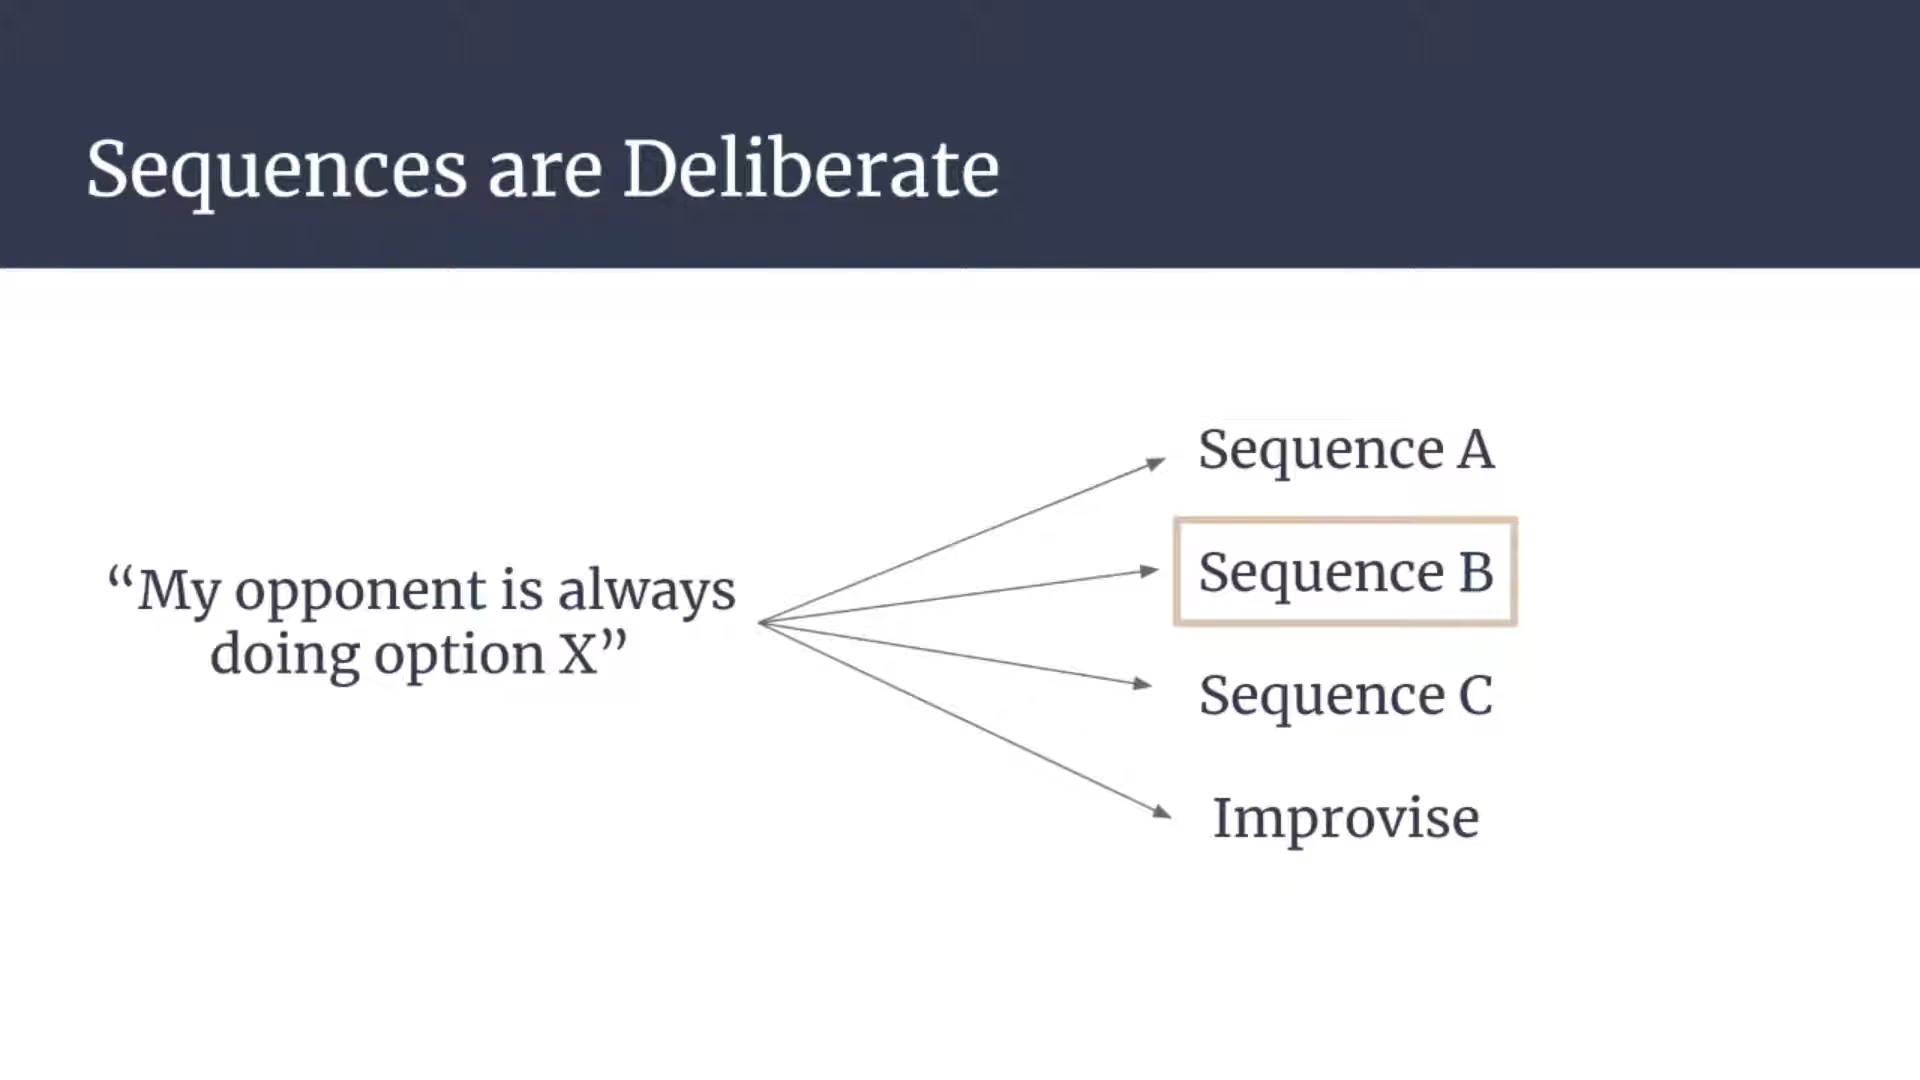 Sequences are Deliberate
“My opponent is always
doing option X”
Sequence A
Sequence B
Sequence C
Improvise